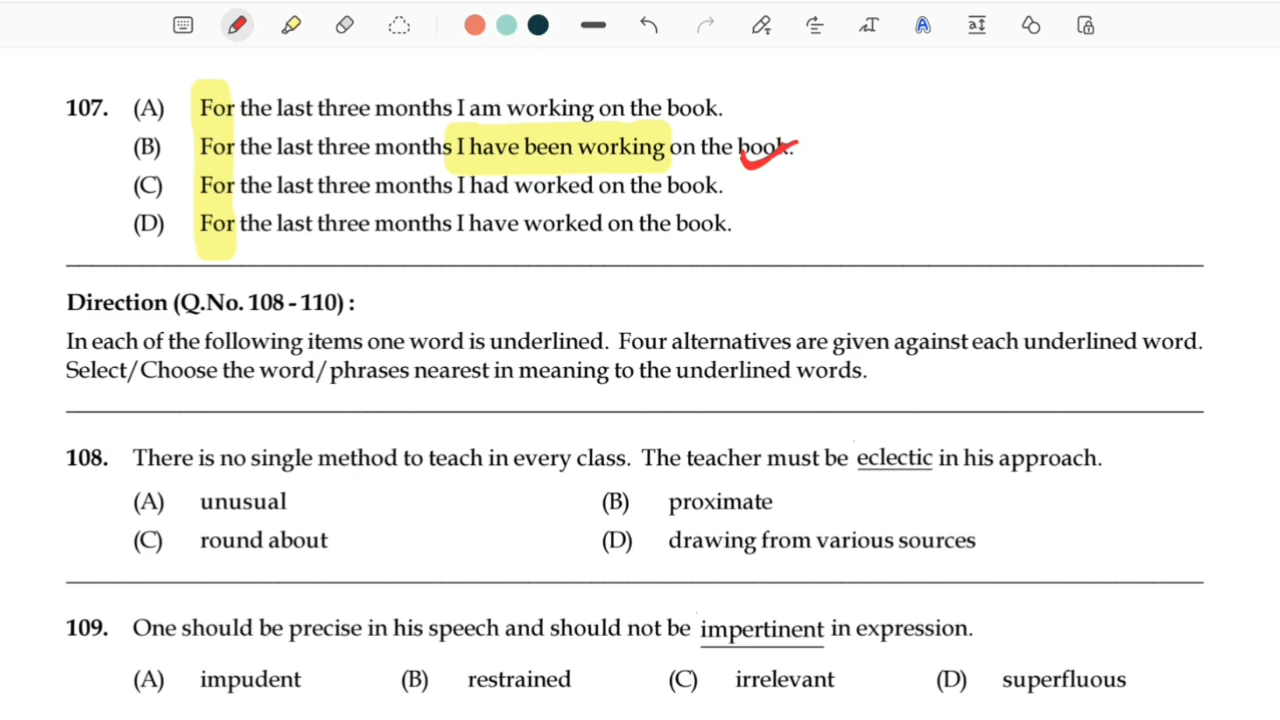 107. (A) For the last three months I am working on the book.
(B) For the last three months I have been working on the book.
(C) For the last three months I had worked on the book.
(D) For the last three months I have worked on the book.
Direction (Q.No. 108 - 110) :
In each of the following items one word is underlined. Four alternatives are given against each underlined word.
Select/Choose the word/phrases nearest in meaning to the underlined words.
108. There is no single method to teach in every class. The teacher must be eclectic in his approach.
(A) unusual (B) proximate
(C) round about (D) drawing from various sources
109. One should be precise in his speech and should not be impertinent in expression.
(A) impudent (B) restrained (C) irrelevant (D) superfluous